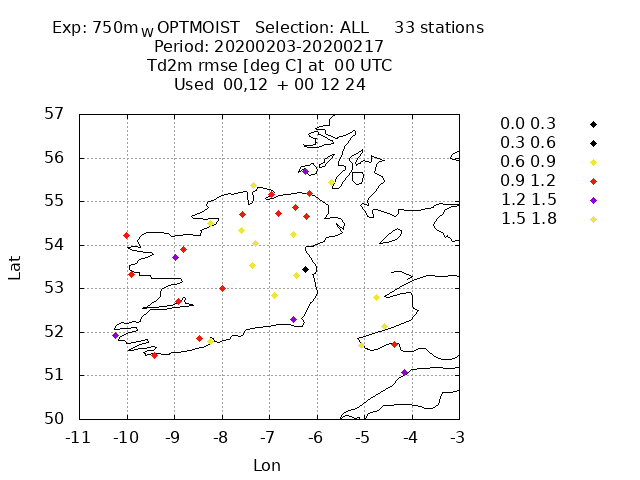 Exp: 750mWOPTMOIST Selection: ALL 33 stations
Period: 20200203-20200217
Td2m rmse [deg C] at 00 UTC
Used 00,12 + 00 12 24
57
56
55
54
53
52
51
50
-11 -10 -9 -8 -7 -6 -5 -4 -3
Lat
Lon
0.0 0.3
0.3 0.6
0.6 0.9
0.9 1.2
1.2 1.5
1.5 1.8